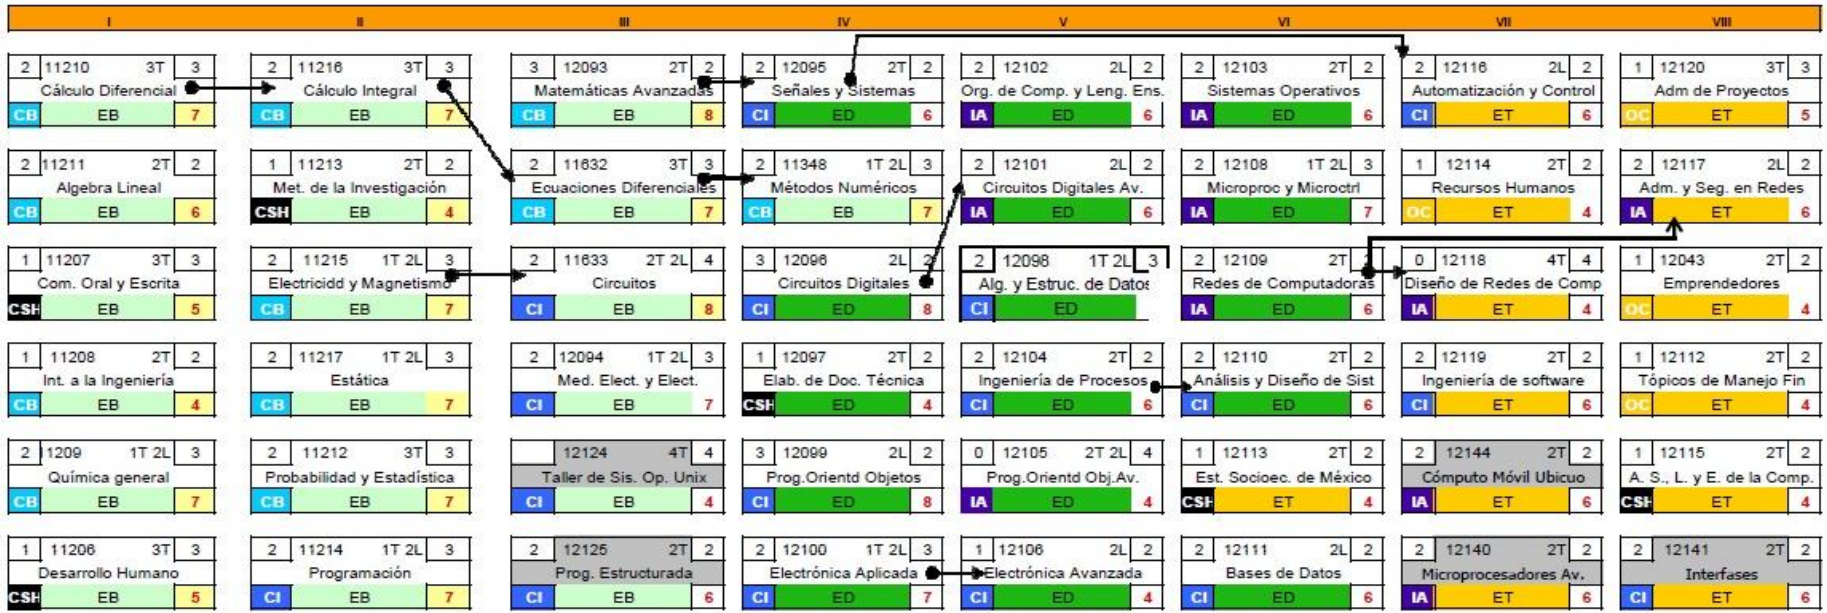 I II III IV V VI VII VIII
2 11210 3T 3 2 11216 3T 3 3 12093 2T 2 2 12095 2T 2 2 12102 2L 2 2 12103 2T 2 2 12116 2L 2 1 12120 3T 3
Cálculo Diferencial Cálculo Integral Matemáticas Avanzadas Señales y Sistemas Org. de Comp. y Leng. Ens. Sistemas Operativos Automatización y Control Adm de Proyectos
CB EB 7 CB EB 7 CB EB 8 CI ED 6 IA ED 6 IA ED 6 CI ET 6 OC ET 5
2 11211 2T 2 1 11213 2T 2 2 11632 3T 3 2 11348 1T 2L 3 2 12101 2L 2 2 12108 1T 2L 3 1 12114 2T 2 2 12117 2L 2
Algebra Lineal Met. de la Investigación Ecuaciones Diferenciales Métodos Numéricos Circuitos Digitales Av. Microproc y Microctrl Recursos Humanos Adm. y Seg. en Redes
CB EB 6 CSH EB 4 CB EB 7 CB EB 7 IA ED 6 IA ED 7 OC ET 4 IA ET 6
1 11207 3T 3 2 11215 1T 2L 3 2 11633 2T 2L 4 3 12096 2L 2 2 12098 1T 2L 3 2 12109 2T 2 0 12118 4T 4 1 12043 2T 2
Com. Oral y Escrita Electricidd y Magnetismo Circuitos Circuitos Digitales Alg. y Estruc. de Datos Redes de Computadoras Diseño de Redes de Comp Emprendedores
CSH EB 5 CB EB 7 CI EB 8 CI ED 8 CI ED IA ED 6 IA ET 4 OC ET 4
1 11208 2T 2 2 11217 1T 2L 3 2 12094 1T 2L 3 1 12097 2T 2 2 12104 2T 2 2 12110 2T 2 2 12119 2T 2 1 12112 2T 2
Int. a la Ingeniería Estática Med. Elect. y Elect. Elab. de Doc. Técnica Ingeniería de Procesos Análisis y Diseño de Sist Ingeniería de software Tópicos de Manejo Fin
CB EB 4 CB EB 7 CI EB 7 CSH ED 4 CI ED 6 CI ED 6 CI ET 6 OC ET 4
2 1209 1T 2L 3 2 11212 3T 3 12124 4T 4 3 12099 2L 2 0 12105 2T 2L 4 1 12113 2T 2 2 12144 2T 2 1 12115 2T 2
Química general Probabilidad y Estadística Taller de Sis. Op. Unix Prog.Orientd Objetos Prog.Orientd Obj.Av. Est. Socioec. de México Cómputo Móvil Ubicuo A. S., L. y E. de la Comp.
CB EB 7 CB EB 7 CI EB 4 CI ED 8 IA ED 4 CSH ET 4 IA ET 6 CSH ET 4
1 11206 3T 3 2 11214 1T 2L 3 2 12125 2T 2 2 12100 1T 2L 3 1 12106 2L 2 2 12111 2L 2 2 12140 2T 2 2 12141 2T 2
Desarrollo Humano Programación Prog. Estructurada Electrónica Aplicada Electrónica Avanzada Bases de Datos Microprocesadores Av. Interfases
CSH EB 5 CI EB 7 CI EB 6 CI ED 7 CI ED 4 CI ED 6 IA ET 6 CI ET 6